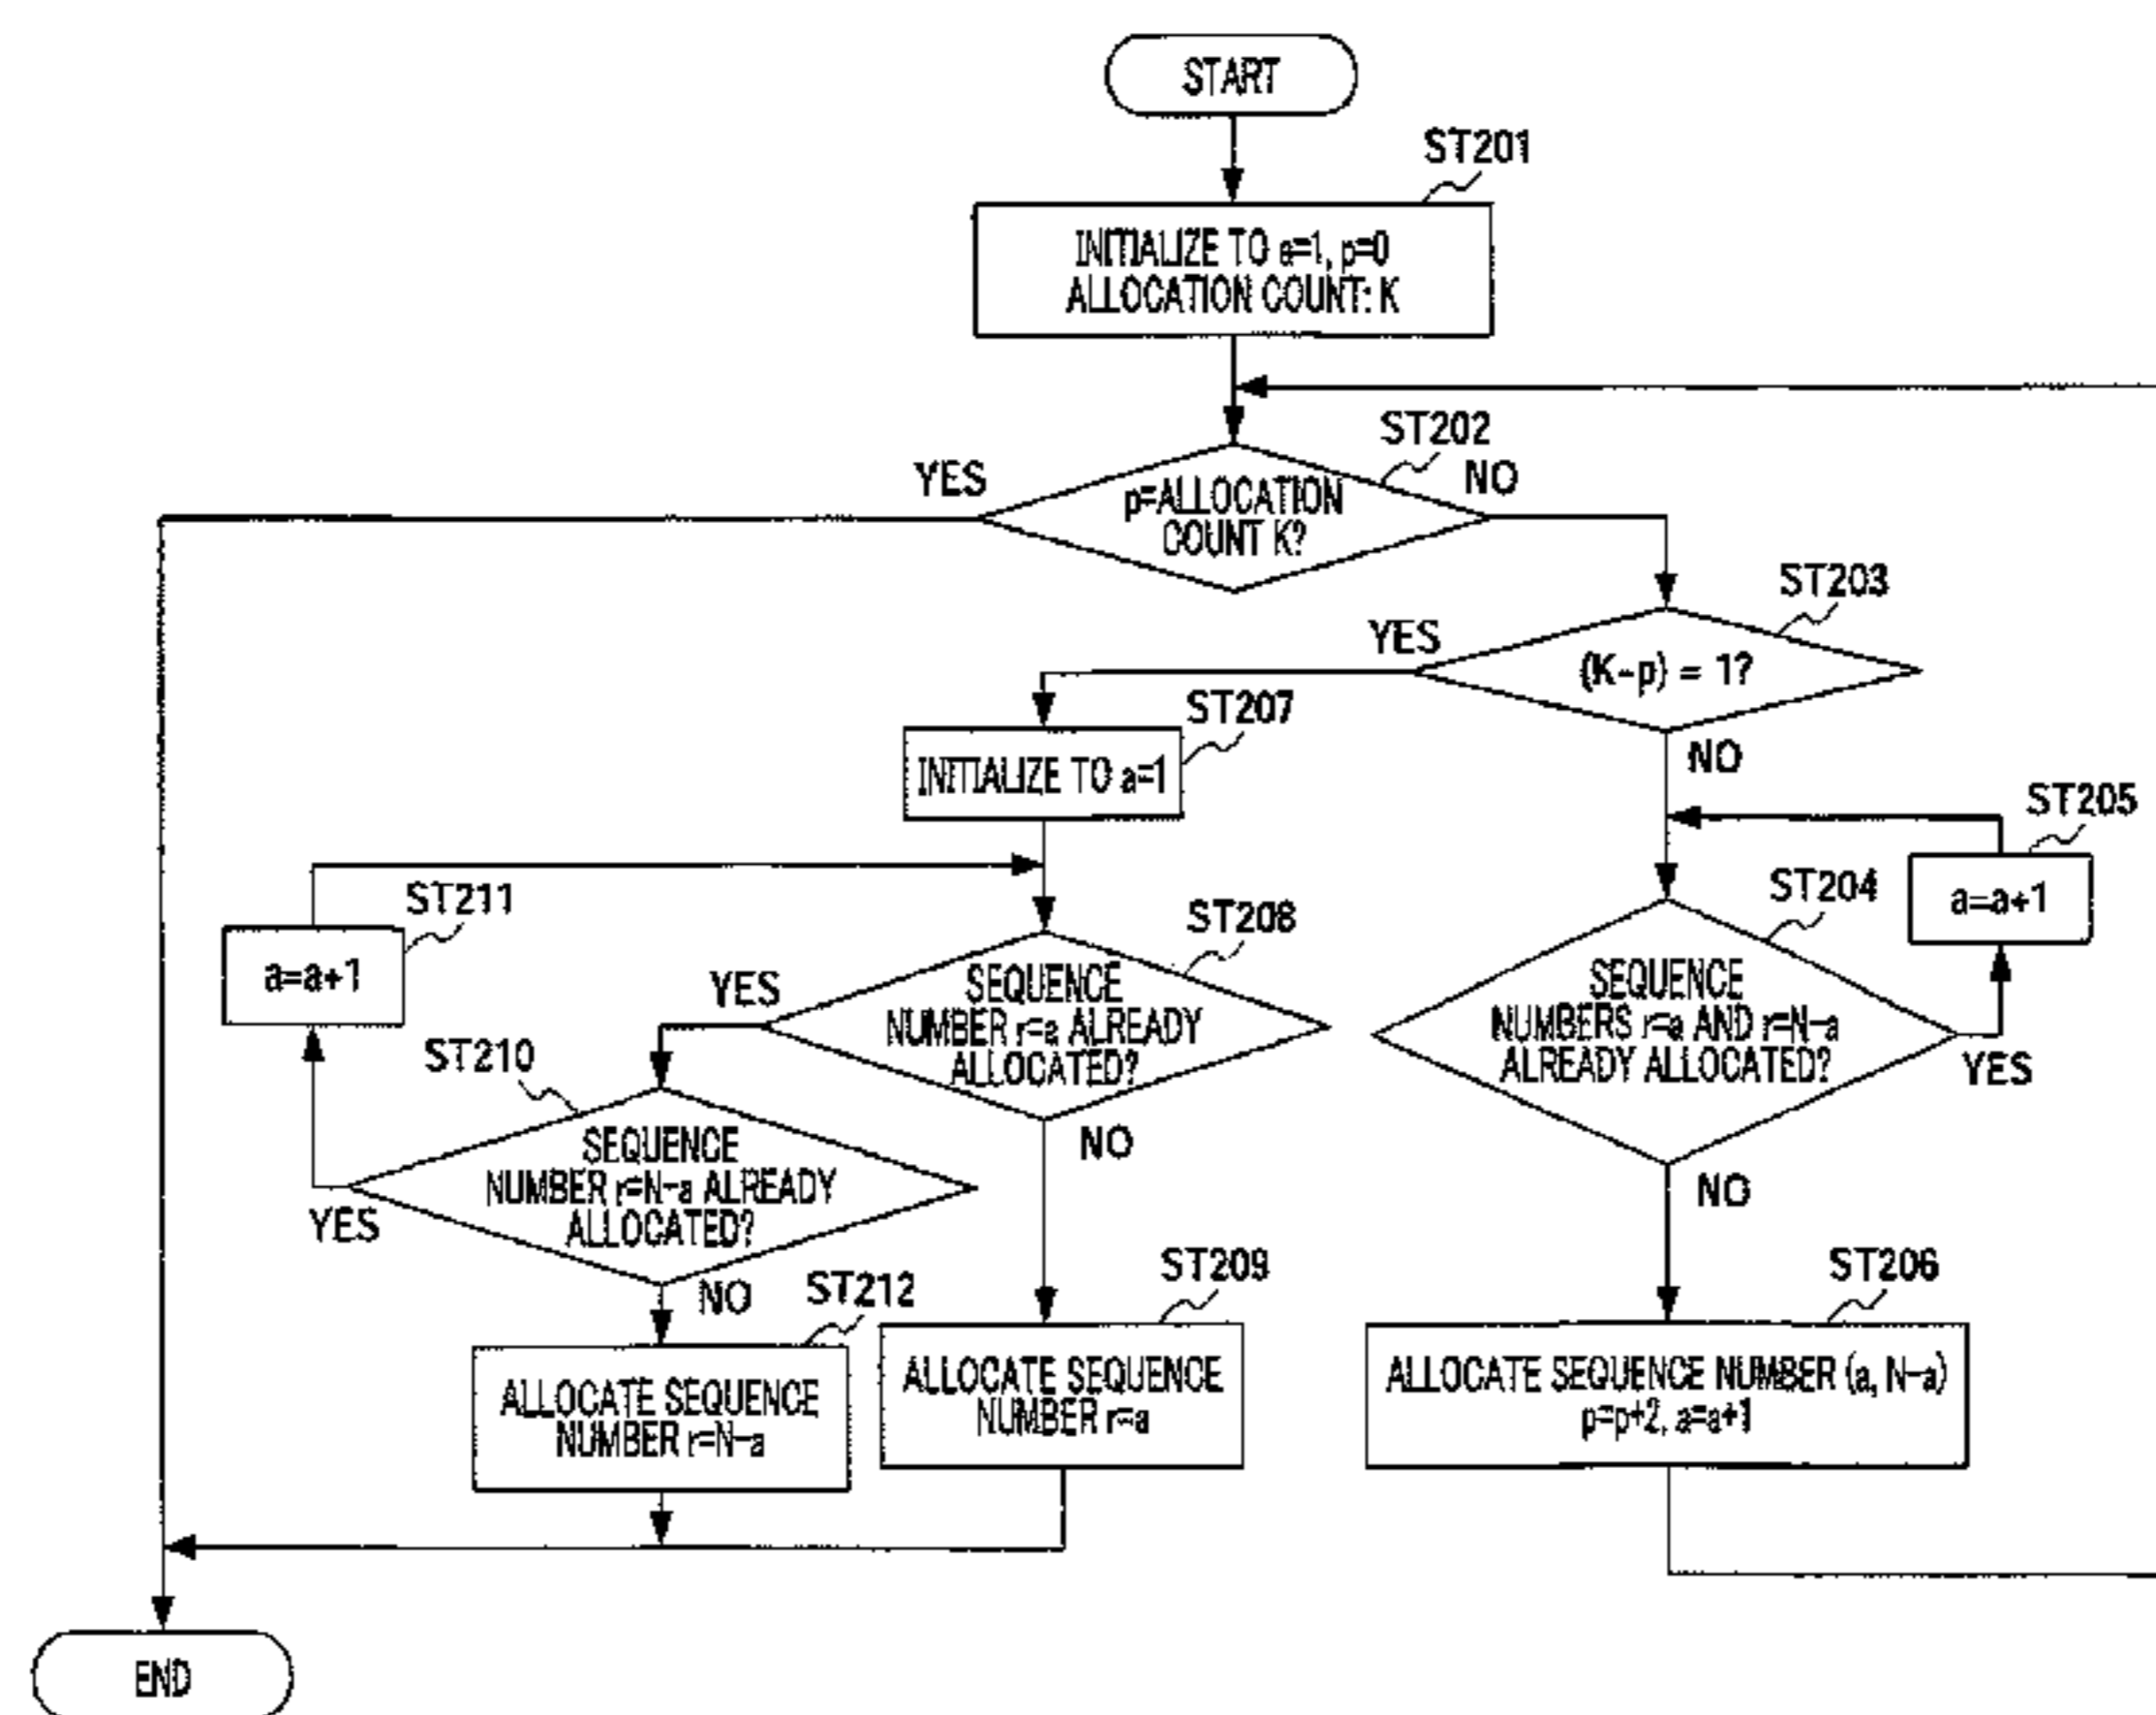 START
ST201
INITIALIZE TO a=1, p=0
ALLOCATION COUNT: K
ST202
YES
NO
p=ALLOCATION
COUNT K?
ST203
YES
(K-p) = 1?
NO
ST207
INITIALIZE TO a=1
ST205
a=a+1
ST211
a=a+1
ST208
YES
SEQUENCE
NUMBER r=a ALREADY
ALLOCATED?
NO
ST204
SEQUENCE
NUMBERS r=a AND r=N-a
ALREADY ALLOCATED?
YES
NO
ST210
SEQUENCE
NUMBER r=N-a ALREADY
ALLOCATED?
YES
NO
ST212
ALLOCATE SEQUENCE
NUMBER r=N-a
ST209
ALLOCATE SEQUENCE
NUMBER r=a
ST206
ALLOCATE SEQUENCE NUMBER (a, N-a)
p=p+2, a=a+1
END